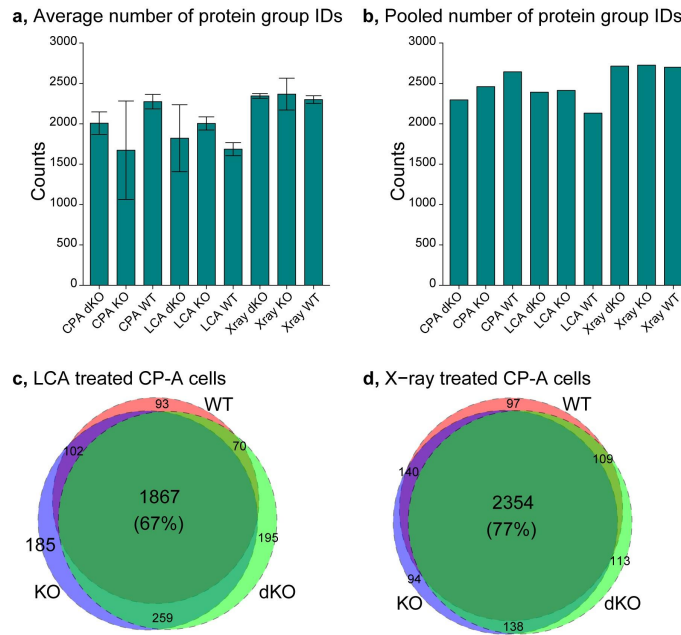 a, Average number of protein group IDs
3000
2500
2000
1500
1000
500
0
Counts
CPA dKO
CPA KO
CPA WT
LCA dKO
LCA KO
LCA WT
Xray dKO
Xray KO
Xray WT
b, Pooled number of protein group IDs
3000
2500
2000
1500
1000
500
0
Counts
CPA dKO
CPA KO
CPA WT
LCA dKO
LCA KO
LCA WT
Xray dKO
Xray KO
Xray WT
c, LCA treated CP-A cells
93
WT
102
70
1867
(67%)
185
195
KO
dKO
259
d, X−ray treated CP-A cells
97
WT
140
109
2354
(77%)
94
113
KO
dKO
138